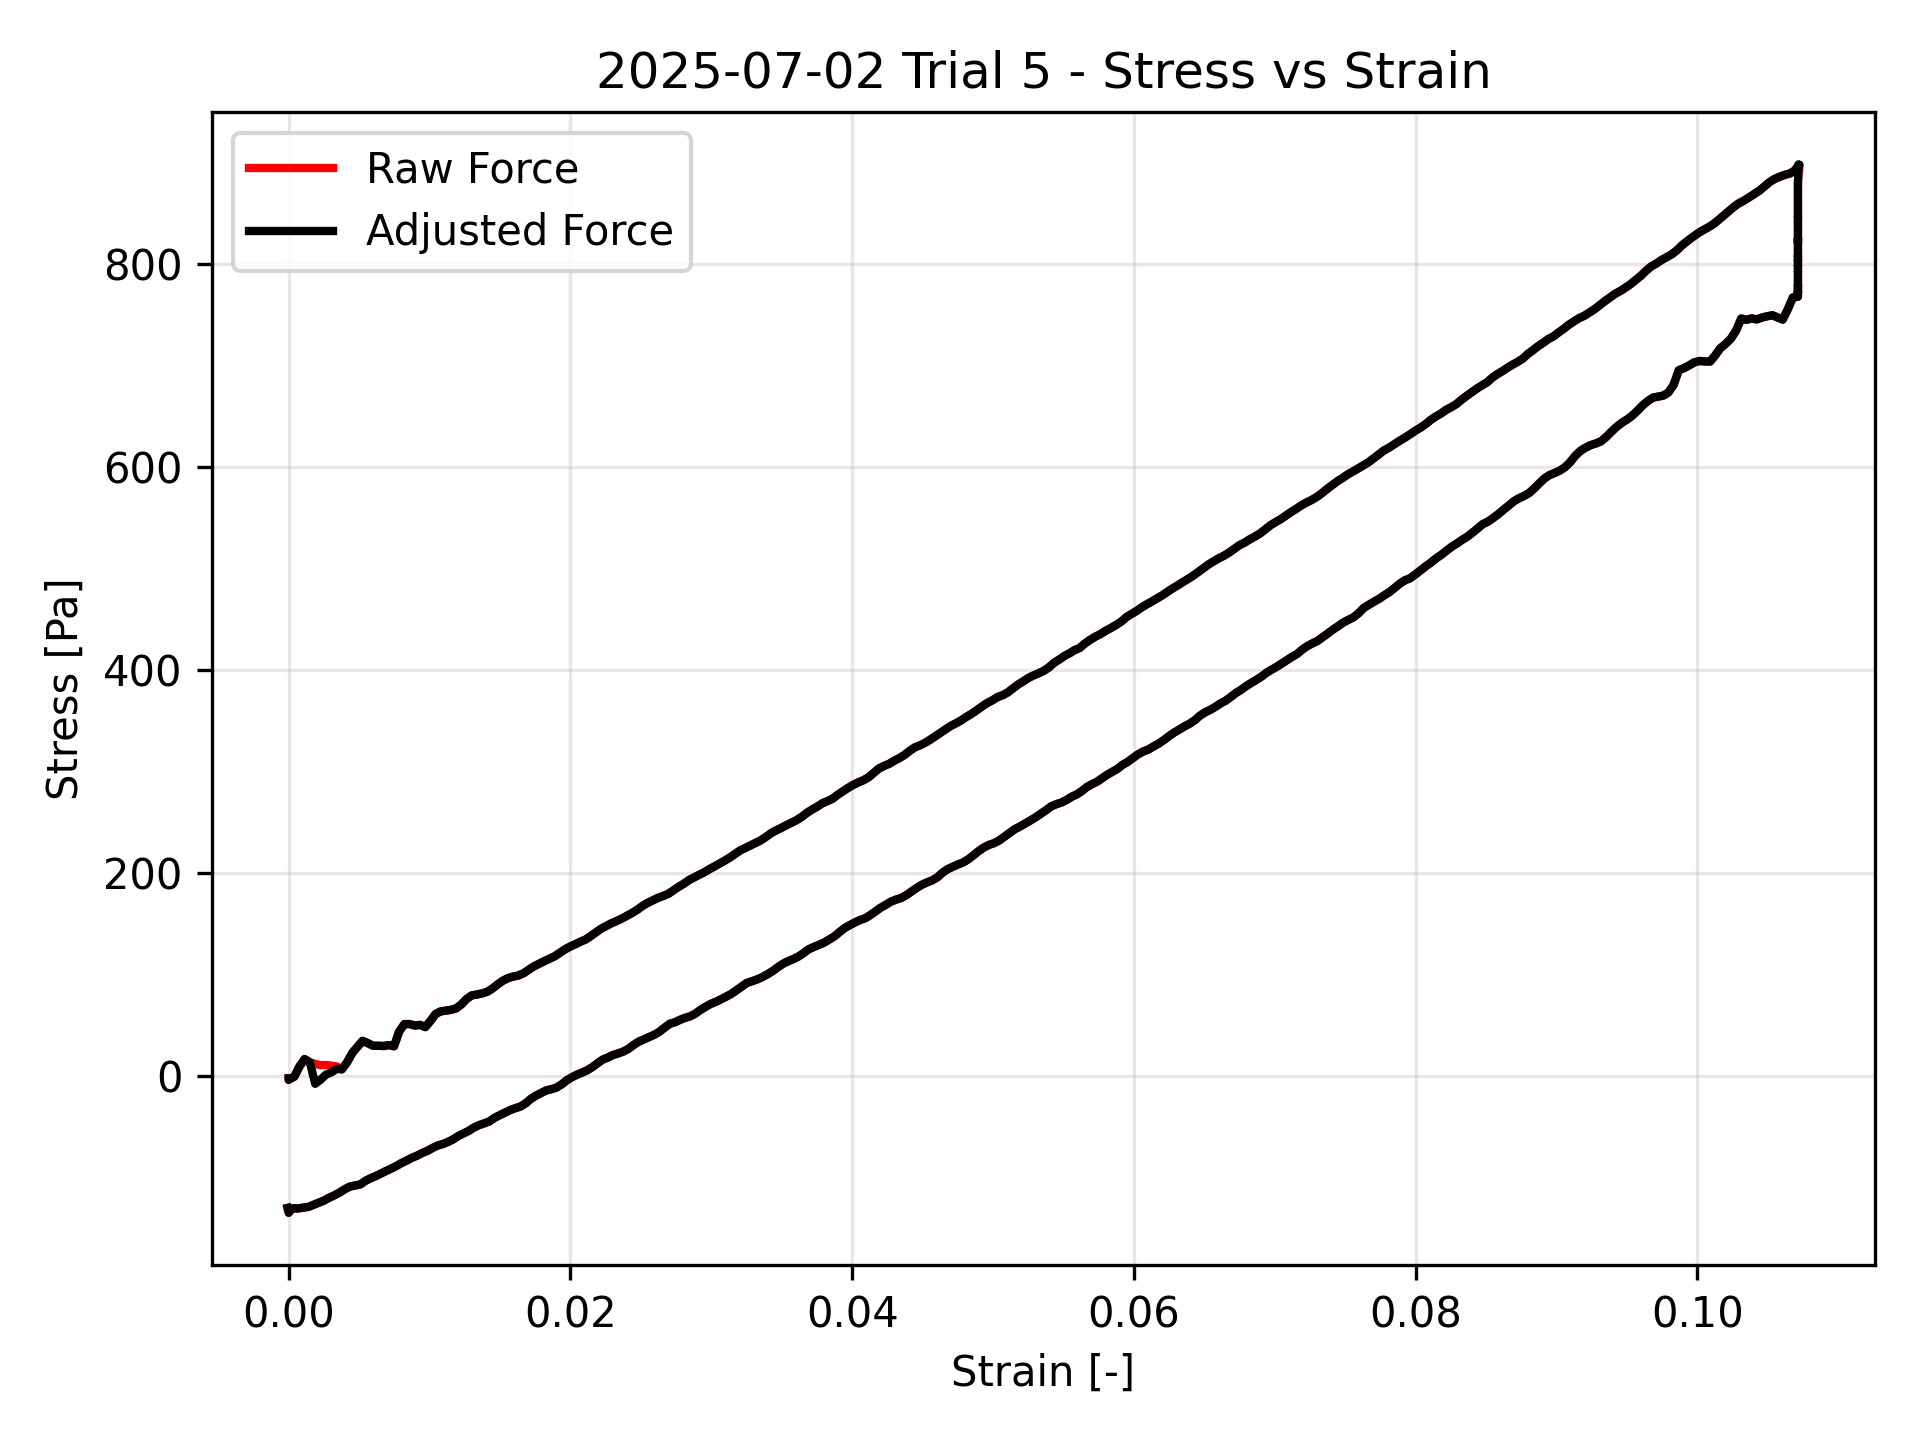 2025-07-02 Trial 5 - Stress vs Strain
Raw Force
Adjusted Force
Stress [Pa]
800
600
400
200
0
0.00 0.02 0.04 0.06 0.08 0.10
Strain [-]